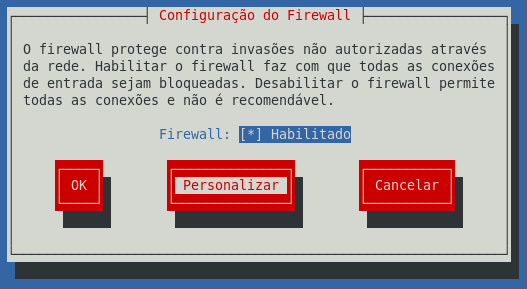 Configuração do Firewall
O firewall protege contra invasões não autorizadas através
da rede. Habilitar o firewall faz com que todas as conexões
de entrada sejam bloqueadas. Desabilitar o firewall permite
todas as conexões e não é recomendável.
Firewall: [*] Habilitado
OK Personalizar Cancelar